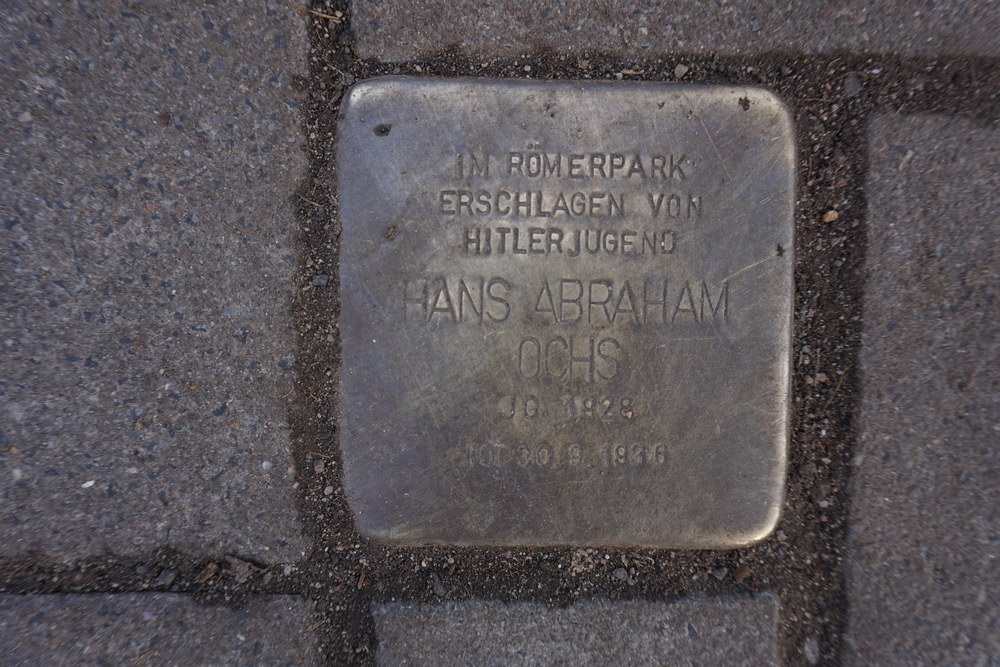 IM RÖMERPARK
ERSCHLAGEN VON
HITLERJUGEND
HANS ABRAHAM
OCHS
JG. 1928
TOT 30.9.1936